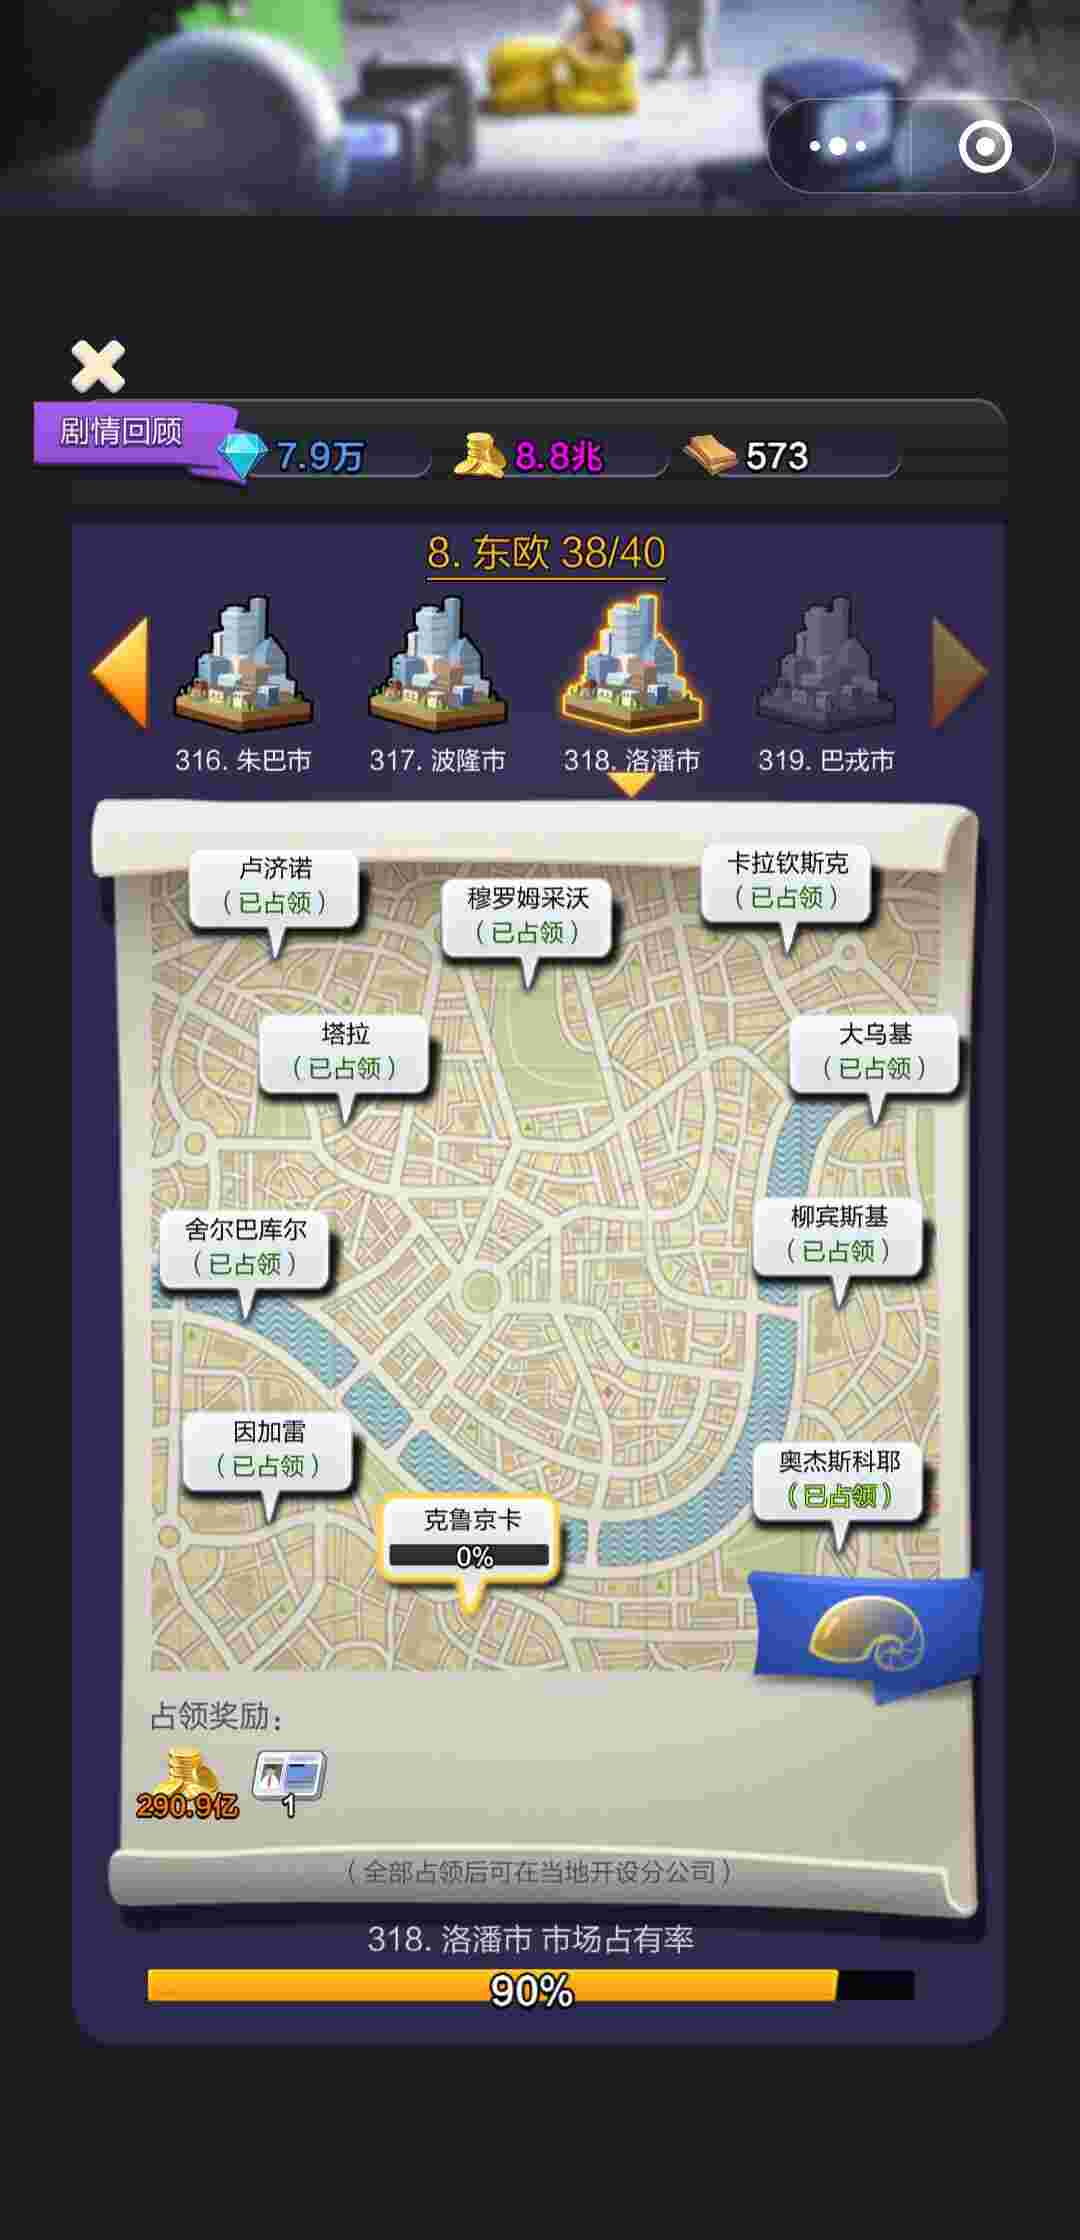 剧情回顾
7.9万
8.8兆
573
8. 东欧 38/40
316. 朱巴市
317. 波隆市
318. 洛潘市
319. 巴戎市
卢济诺
（已占领）
穆罗姆采沃
（已占领）
卡拉钦斯克
（已占领）
塔拉
（已占领）
大乌基
（已占领）
舍尔巴库尔
（已占领）
柳宾斯基
（已占领）
因加雷
（已占领）
奥杰斯科耶
（已占领）
克鲁京卡
0%
占领奖励：
290.9亿
1
（全部占领后可在当地开设分公司）
318. 洛潘市 市场占有率
90%